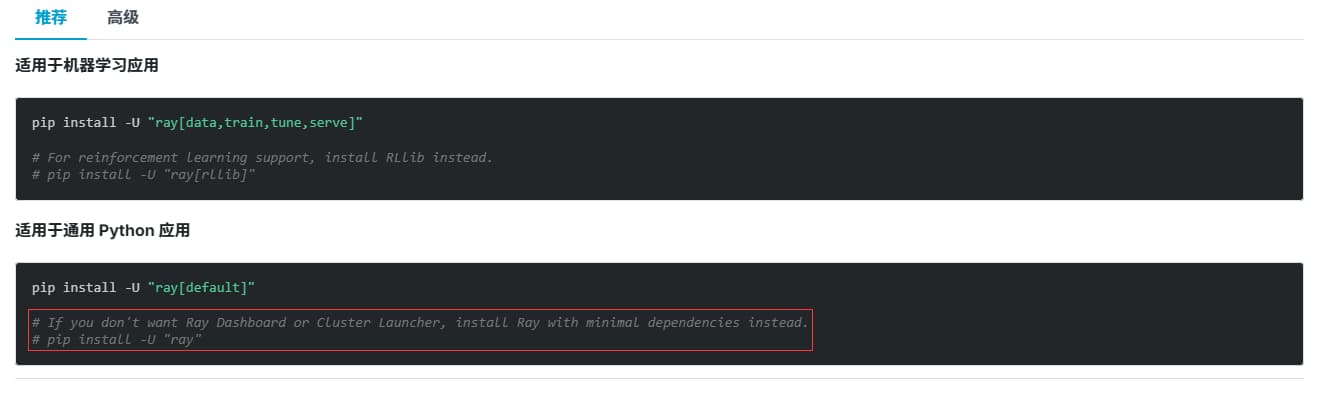 推荐 高级
适用于机器学习应用
pip install -U "ray[data,train,tune,serve]"
# For reinforcement learning support, install RLlib instead.
# pip install -U "ray[rllib]"
适用于通用 Python 应用
pip install -U "ray[default]"
# If you don't want Ray Dashboard or Cluster Launcher, install Ray with minimal dependencies instead.
# pip install -U "ray"